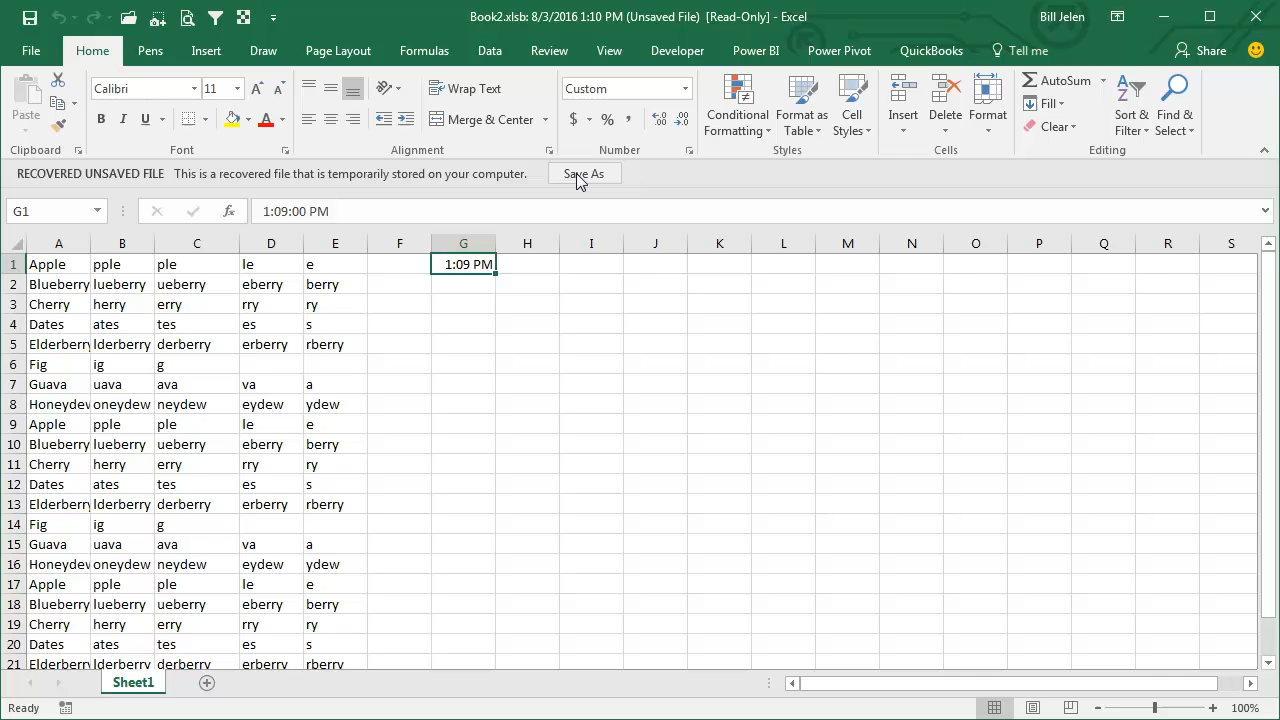 Book2.xlsb: 8/3/2016 1:10 PM (Unsaved File) [Read-Only] - Excel
Bill Jelen
File Home Pens Insert Draw Page Layout Formulas Data Review View Developer Power BI Power Pivot QuickBooks Tell me Share
Calibri 11 Wrap Text Custom AutoSum
Paste Conditional Formatting Format as Table Cell Styles Insert Delete Format Fill Sort & Filter Find & Select
B I U A Merge & Center $ % , Clear
Clipboard Font Alignment Number Styles Cells Editing
RECOVERED UNSAVED FILE This is a recovered file that is temporarily stored on your computer. Save As
G1 fx 1:09:00 PM
A B C D E F G H I J K L M N O P Q R S
1 Apple pple ple le e 1:09 PM
2 Blueberry lueberry ueberry eberry berry
3 Cherry herry erry rry ry
4 Dates ates tes es s
5 Elderberry lderberry derberry erberry rberry
6 Fig ig g
7 Guava uava ava va a
8 Honeydew oneydew neydew eydew ydew
9 Apple pple ple le e
10 Blueberry lueberry ueberry eberry berry
11 Cherry herry erry rry ry
12 Dates ates tes es s
13 Elderberry lderberry derberry erberry rberry
14 Fig ig g
15 Guava uava ava va a
16 Honeydew oneydew neydew eydew ydew
17 Apple pple ple le e
18 Blueberry lueberry ueberry eberry berry
19 Cherry herry erry rry ry
20 Dates ates tes es s
21 Elderberry lderberry derberry erberry rberry
Sheet1
Ready 100%